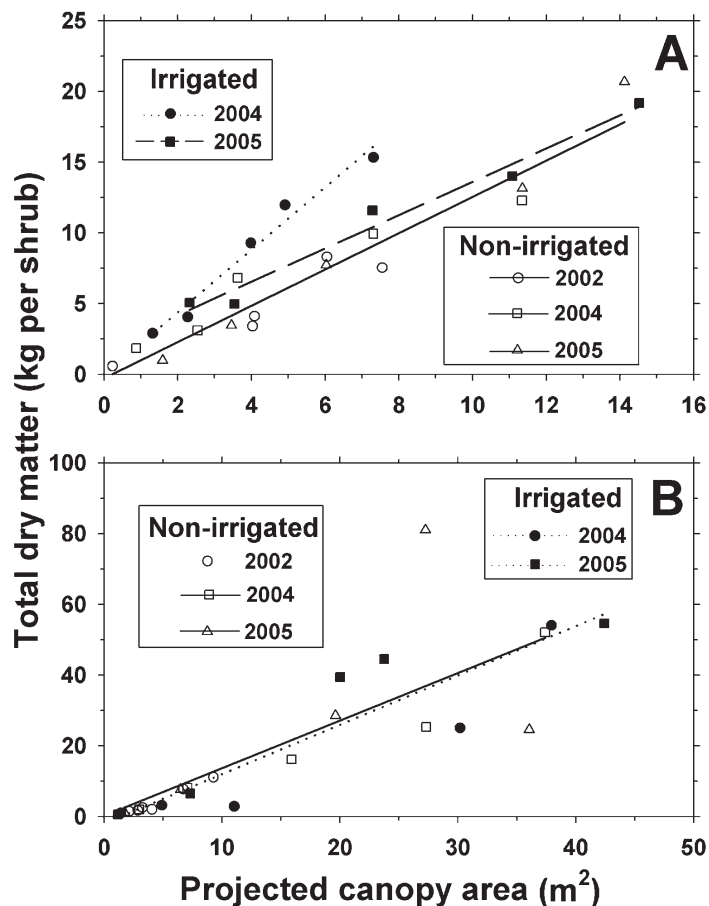 Total dry matter (kg per shrub)
A
25
20
15
10
5
0
Irrigated
2004
2005
Non-irrigated
2002
2004
2005
0 2 4 6 8 10 12 14 16
B
100
80
60
40
20
0
Non-irrigated
2002
2004
2005
Irrigated
2004
2005
0 10 20 30 40 50
Projected canopy area (m²)